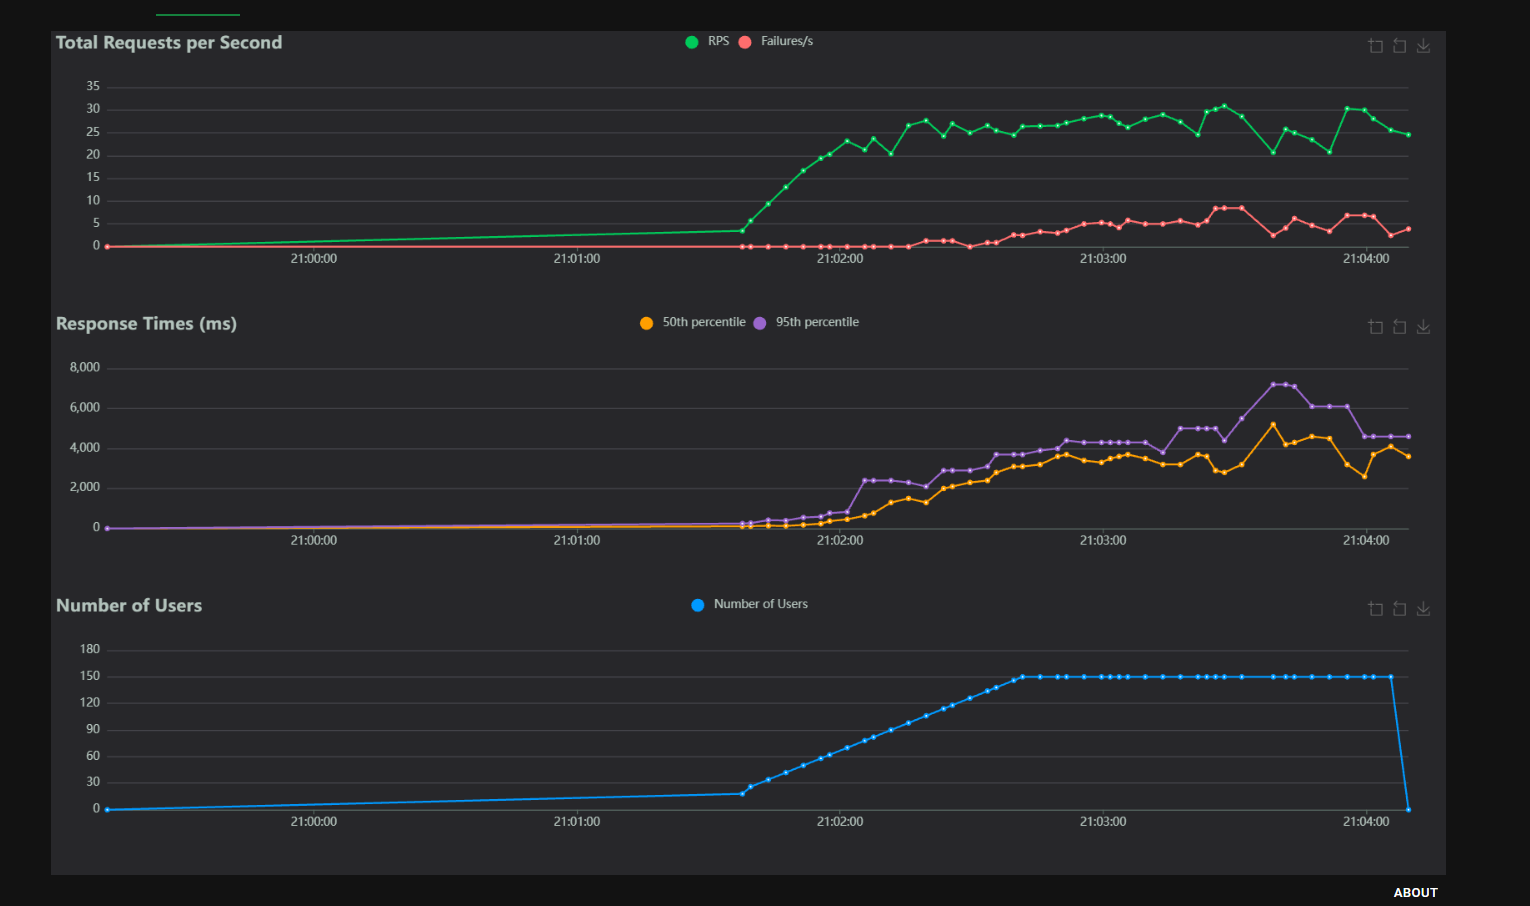 Total Requests per Second
RPS Failures/s
35
30
25
20
15
10
5
0
21:00:00 21:01:00 21:02:00 21:03:00 21:04:00
Response Times (ms)
50th percentile 95th percentile
8,000
6,000
4,000
2,000
0
21:00:00 21:01:00 21:02:00 21:03:00 21:04:00
Number of Users
Number of Users
180
150
120
90
60
30
0
21:00:00 21:01:00 21:02:00 21:03:00 21:04:00
ABOUT